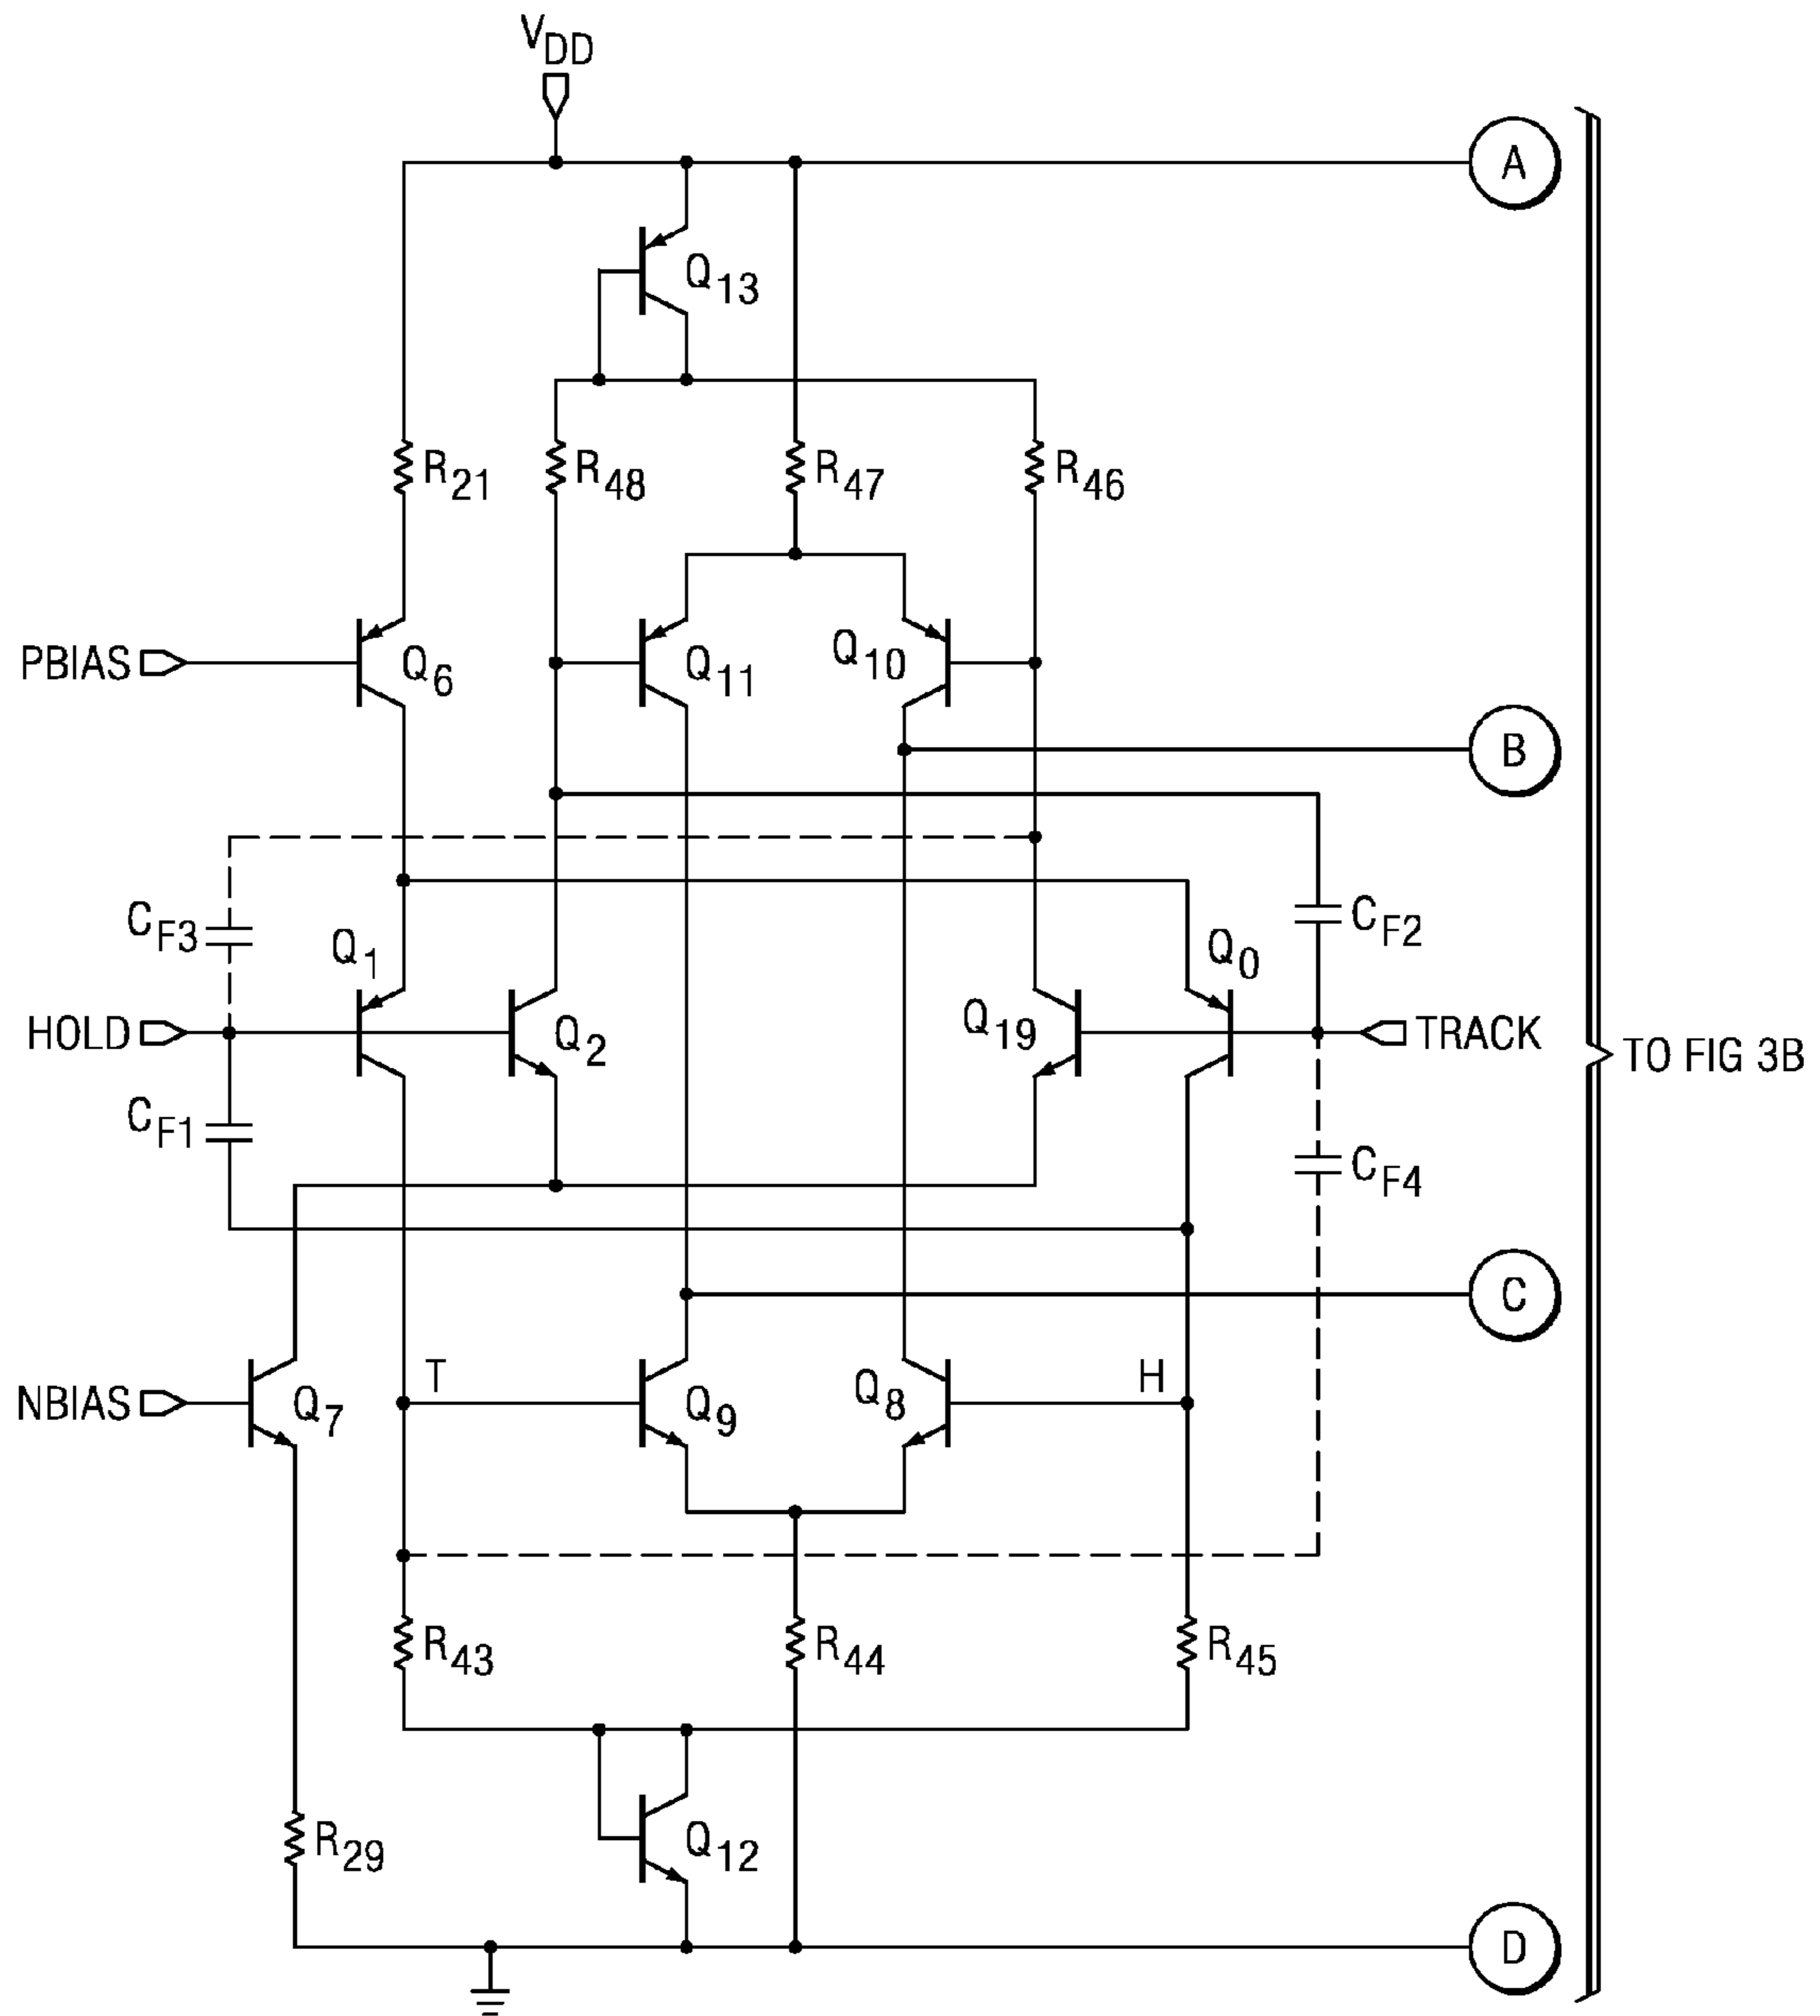 VDD
A
Q13
R21
R48
R47
R46
PBIAS
Q6
Q11
Q10
B
CF3
CF2
Q1
Q0
HOLD
Q2
Q19
TRACK
TO FIG 3B
CF1
CF4
C
NBIAS
Q7
T
Q9
Q8
H
R43
R44
R45
R29
Q12
D